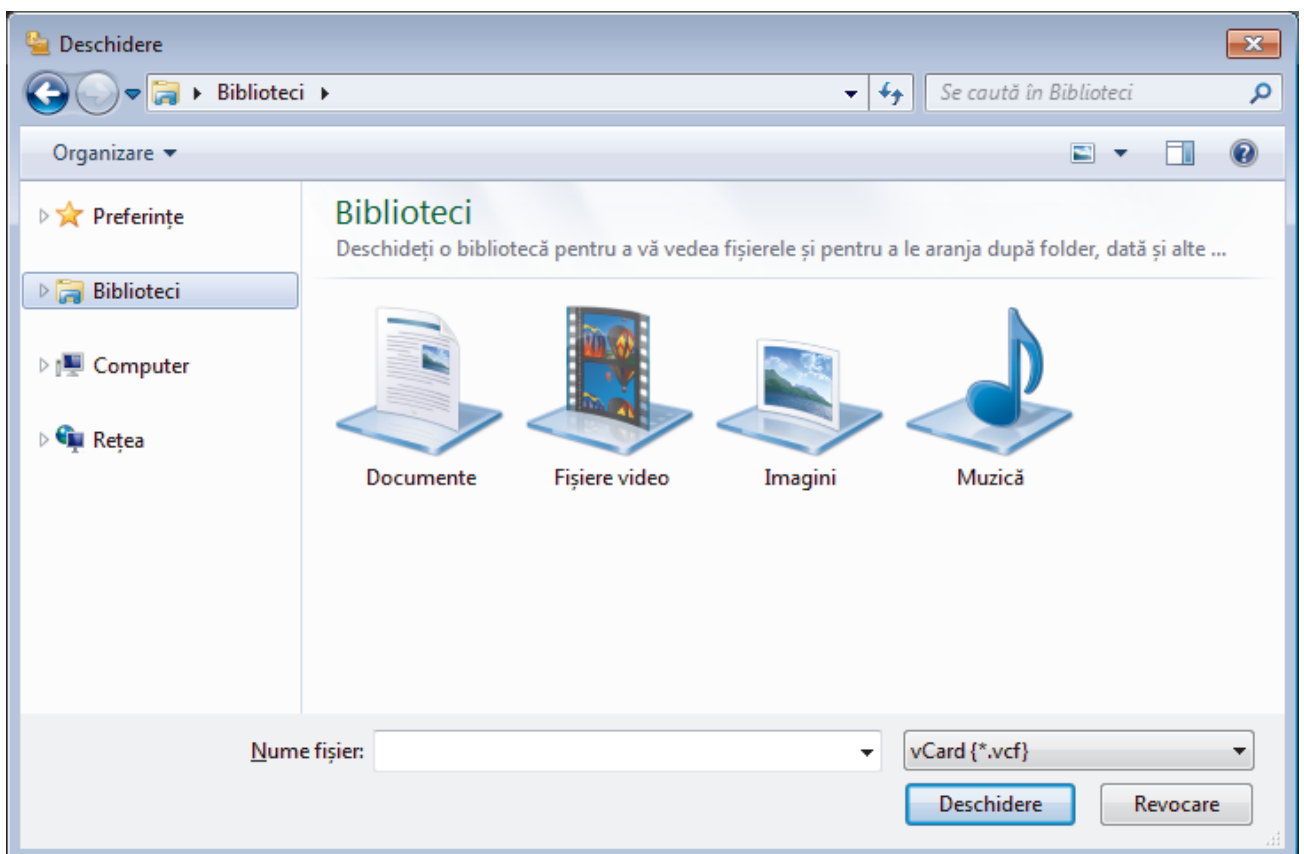 Deschidere
Biblioteci
Se caută în Biblioteci
Organizare
Preferințe
Biblioteci
Computer
Rețea
Biblioteci
Deschideți o bibliotecă pentru a vă vedea fișierele și pentru a le aranja după folder, dată și alte ...
Documente
Fișiere video
Imagini
Muzică
Nume fișier:
vCard {*.vcf}
Deschidere
Revocare